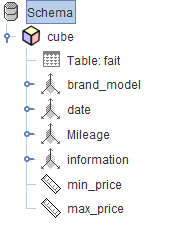 Schema
cube
Table: fait
brand_model
date
Mileage
information
min_price
max_price